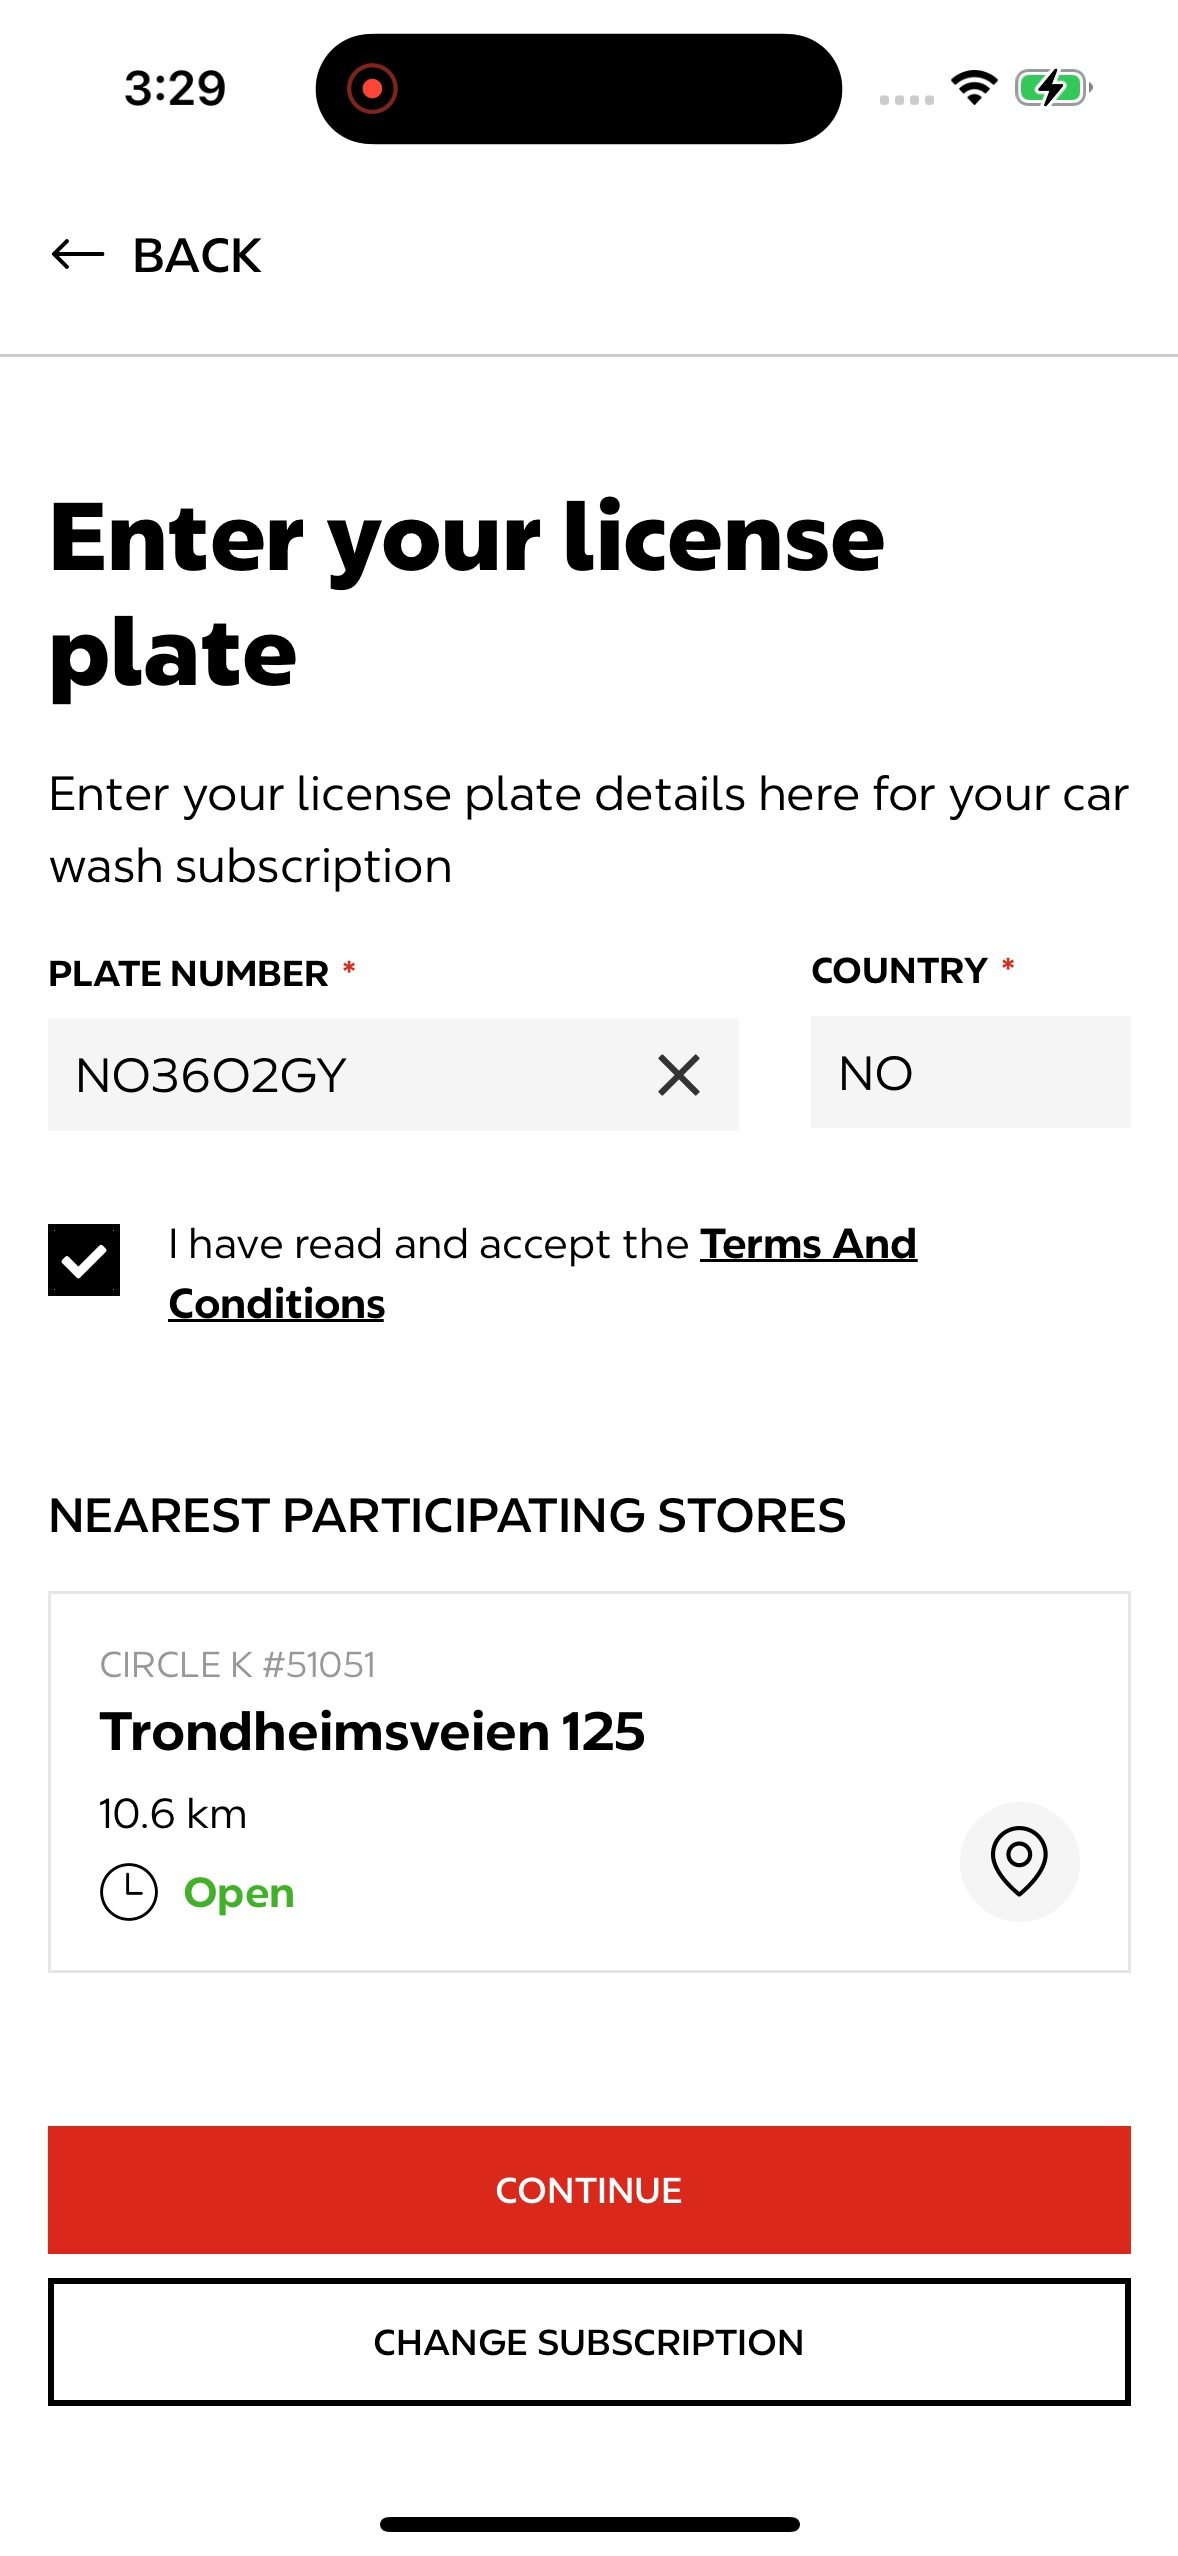 3:29
BACK
Enter your license
plate
Enter your license plate details here for your car
wash subscription
PLATE NUMBER *
COUNTRY *
NO36O2GY
NO
I have read and accept the Terms And
Conditions
NEAREST PARTICIPATING STORES
CIRCLE K #51051
Trondheimsveien 125
10.6 km
Open
CONTINUE
CHANGE SUBSCRIPTION